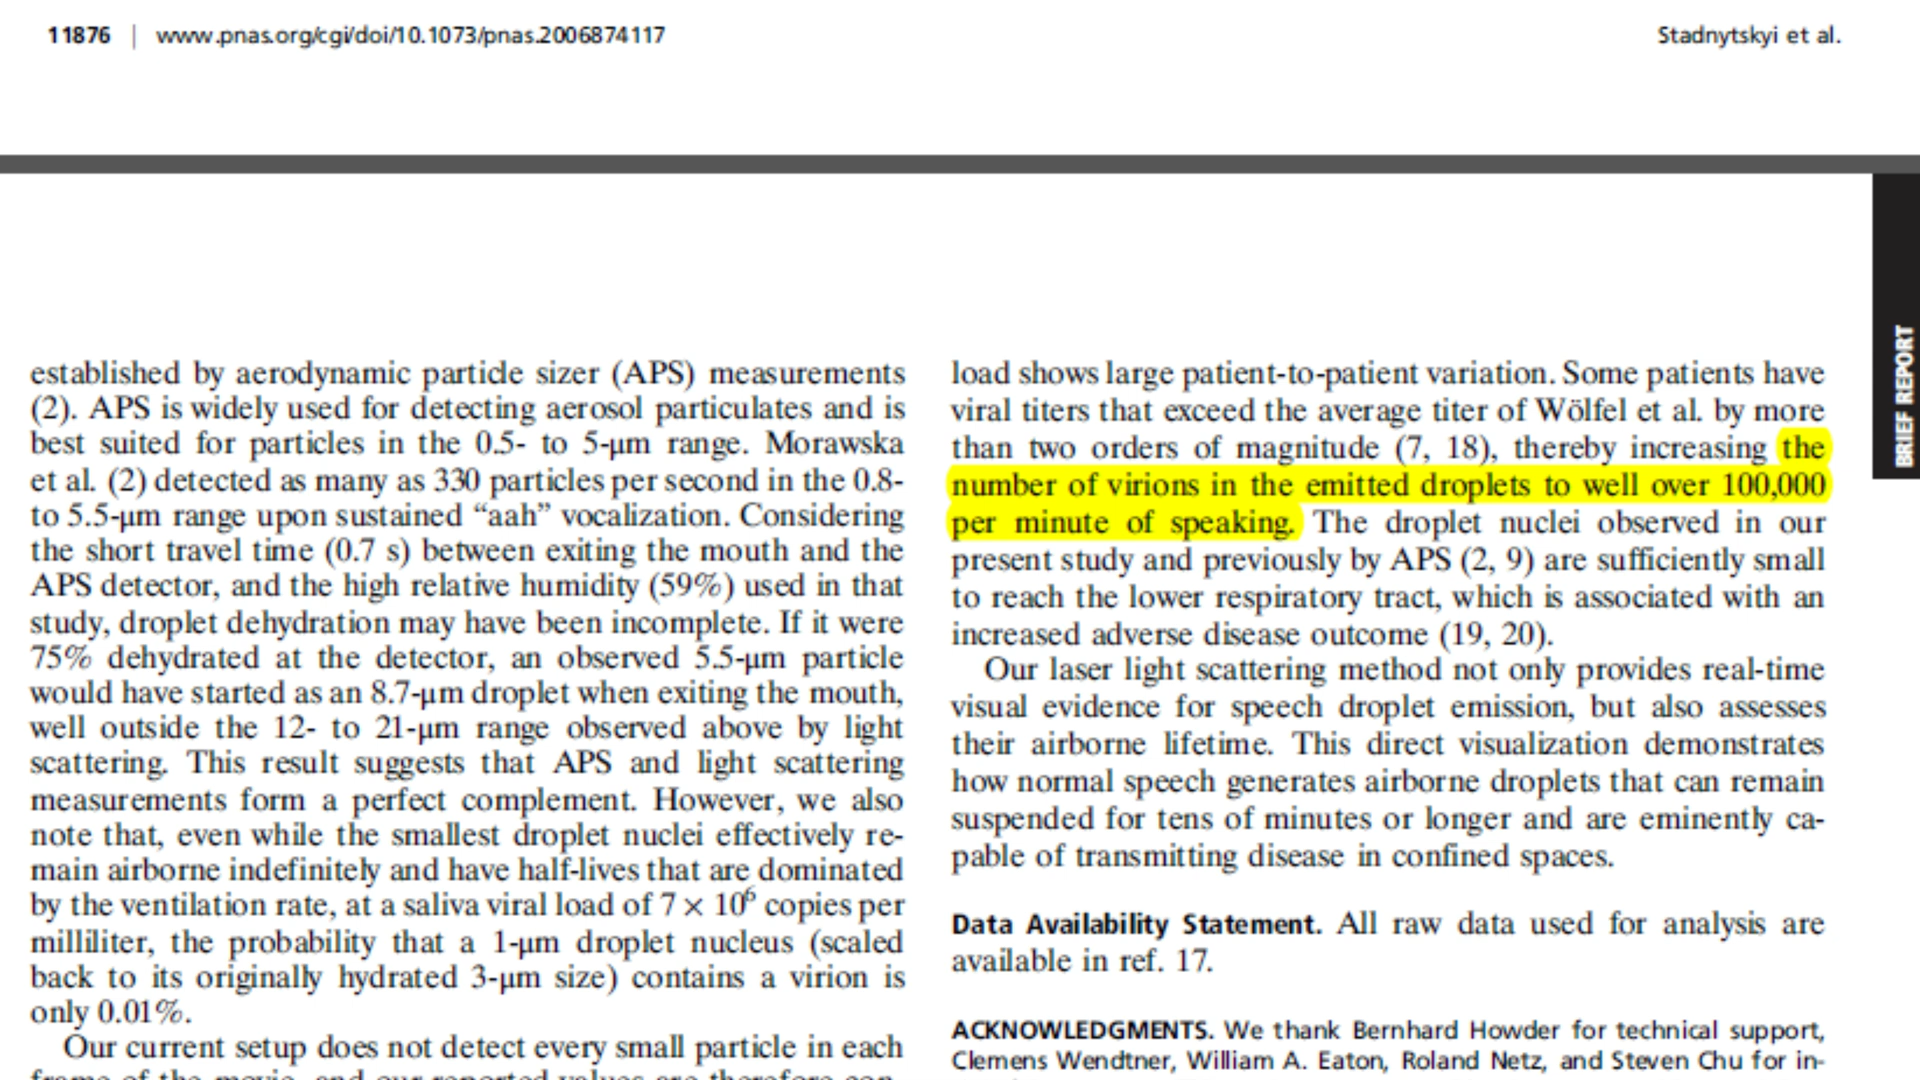 11876 | www.pnas.org/cgi/doi/10.1073/pnas.2006874117
Stadnytskyi et al.
BRIEF REPORT
established by aerodynamic particle sizer (APS) measurements
(2). APS is widely used for detecting aerosol particulates and is
best suited for particles in the 0.5- to 5-μm range. Morawska
et al. (2) detected as many as 330 particles per second in the 0.8-
to 5.5-μm range upon sustained “aah” vocalization. Considering
the short travel time (0.7 s) between exiting the mouth and the
APS detector, and the high relative humidity (59%) used in that
study, droplet dehydration may have been incomplete. If it were
75% dehydrated at the detector, an observed 5.5-μm particle
would have started as an 8.7-μm droplet when exiting the mouth,
well outside the 12- to 21-μm range observed above by light
scattering. This result suggests that APS and light scattering
measurements form a perfect complement. However, we also
note that, even while the smallest droplet nuclei effectively re-
main airborne indefinitely and have half-lives that are dominated
by the ventilation rate, at a saliva viral load of 7 × 10⁶ copies per
milliliter, the probability that a 1-μm droplet nucleus (scaled
back to its originally hydrated 3-μm size) contains a virion is
only 0.01%.
Our current setup does not detect every small particle in each
frame of the movie, and our reported values are therefore con-
load shows large patient-to-patient variation. Some patients have
viral titers that exceed the average titer of Wölfel et al. by more
than two orders of magnitude (7, 18), thereby increasing the
number of virions in the emitted droplets to well over 100,000
per minute of speaking. The droplet nuclei observed in our
present study and previously by APS (2, 9) are sufficiently small
to reach the lower respiratory tract, which is associated with an
increased adverse disease outcome (19, 20).
Our laser light scattering method not only provides real-time
visual evidence for speech droplet emission, but also assesses
their airborne lifetime. This direct visualization demonstrates
how normal speech generates airborne droplets that can remain
suspended for tens of minutes or longer and are eminently ca-
pable of transmitting disease in confined spaces.
Data Availability Statement. All raw data used for analysis are
available in ref. 17.
ACKNOWLEDGMENTS. We thank Bernhard Howder for technical support,
Clemens Wendtner, William A. Eaton, Roland Netz, and Steven Chu for in-